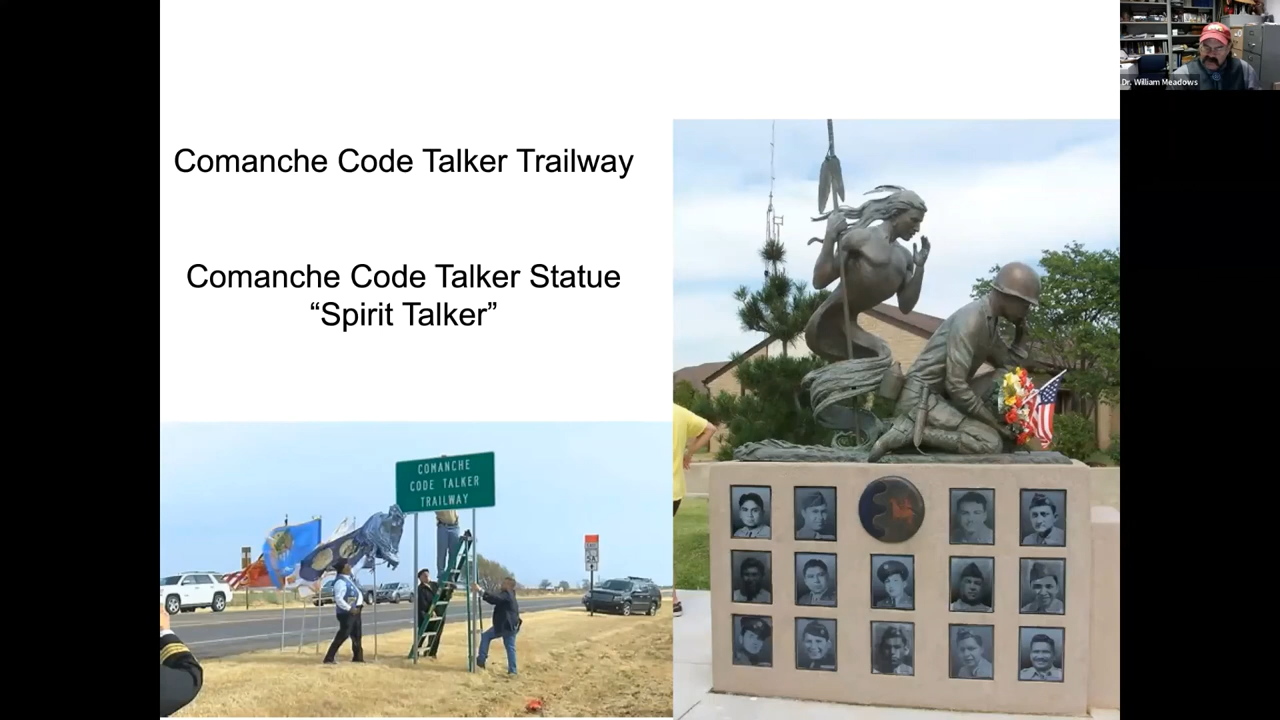 Comanche Code Talker Trailway
Comanche Code Talker Statue
“Spirit Talker”
COMANCHE
CODE TALKER
TRAILWAY
Dr. William Meadows